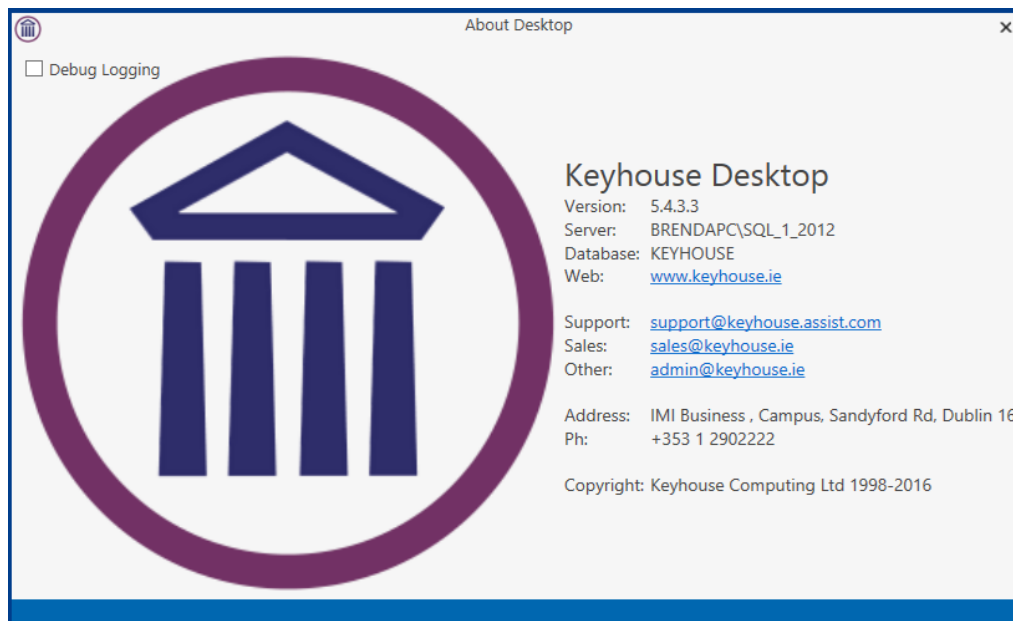 About Desktop
Debug Logging
Keyhouse Desktop
Version: 5.4.3.3
Server: BRENDAPC\SQL_1_2012
Database: KEYHOUSE
Web: www.keyhouse.ie
Support: support@keyhouse.assist.com
Sales: sales@keyhouse.ie
Other: admin@keyhouse.ie
Address: IMI Business , Campus, Sandyford Rd, Dublin 16
Ph: +353 1 2902222
Copyright: Keyhouse Computing Ltd 1998-2016